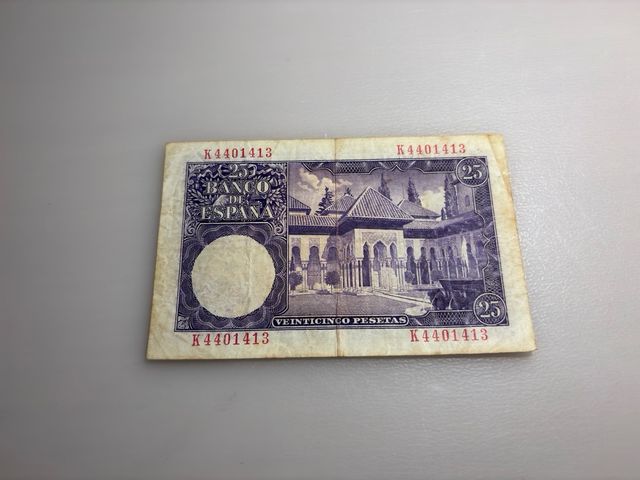 K4401413 K4401413
25 25
BANCO
DE
ESPAÑA
25
VEINTICINCO PESETAS
K4401413 K4401413